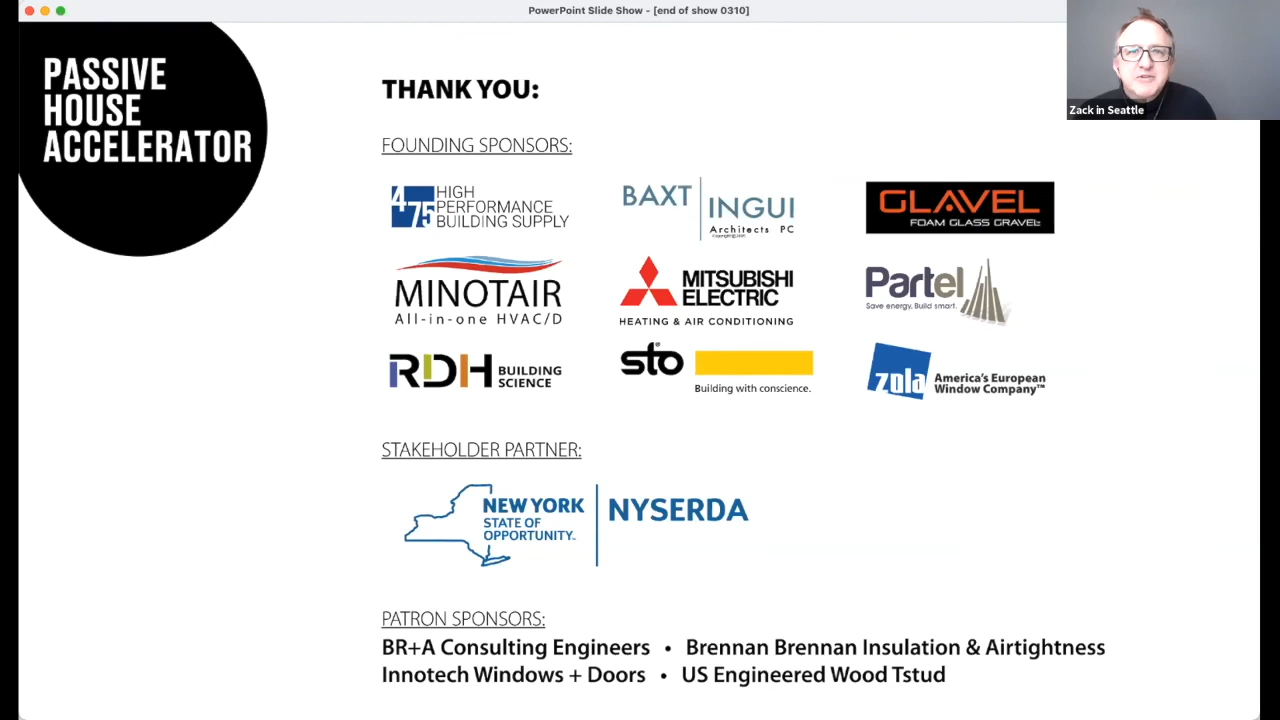 PowerPoint Slide Show - [end of show 0310]
PASSIVE
HOUSE
ACCELERATOR
Zack in Seattle
THANK YOU:
FOUNDING SPONSORS:
475 HIGH
PERFORMANCE
BUILDING SUPPLY
BAXT
INGUI
Architects PC
GLAVEL
FOAM GLASS GRAVEL
MINOTAIR
All-in-one HVAC/D
MITSUBISHI
ELECTRIC
HEATING & AIR CONDITIONING
Partel
Save energy. Build smart.
RDH BUILDING
SCIENCE
sto®
Building with conscience.
zola America's European
Window Company™
STAKEHOLDER PARTNER:
NEW YORK
STATE OF
OPPORTUNITY.
NYSERDA
PATRON SPONSORS:
BR+A Consulting Engineers • Brennan Brennan Insulation & Airtightness
Innotech Windows + Doors • US Engineered Wood Tstud